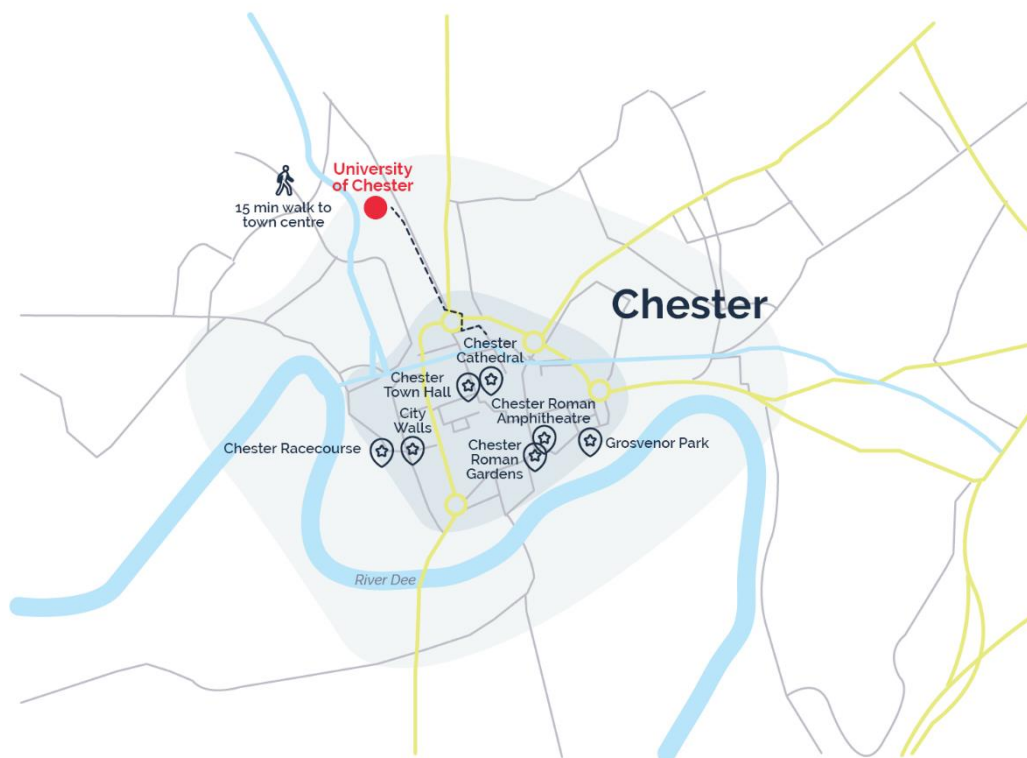 University
of Chester
15 min walk to
town centre
Chester
Chester
Cathedral
Chester
Town Hall
City
Walls
Chester Roman
Amphitheatre
Chester Racecourse
Chester
Roman
Gardens
Grosvenor Park
River Dee